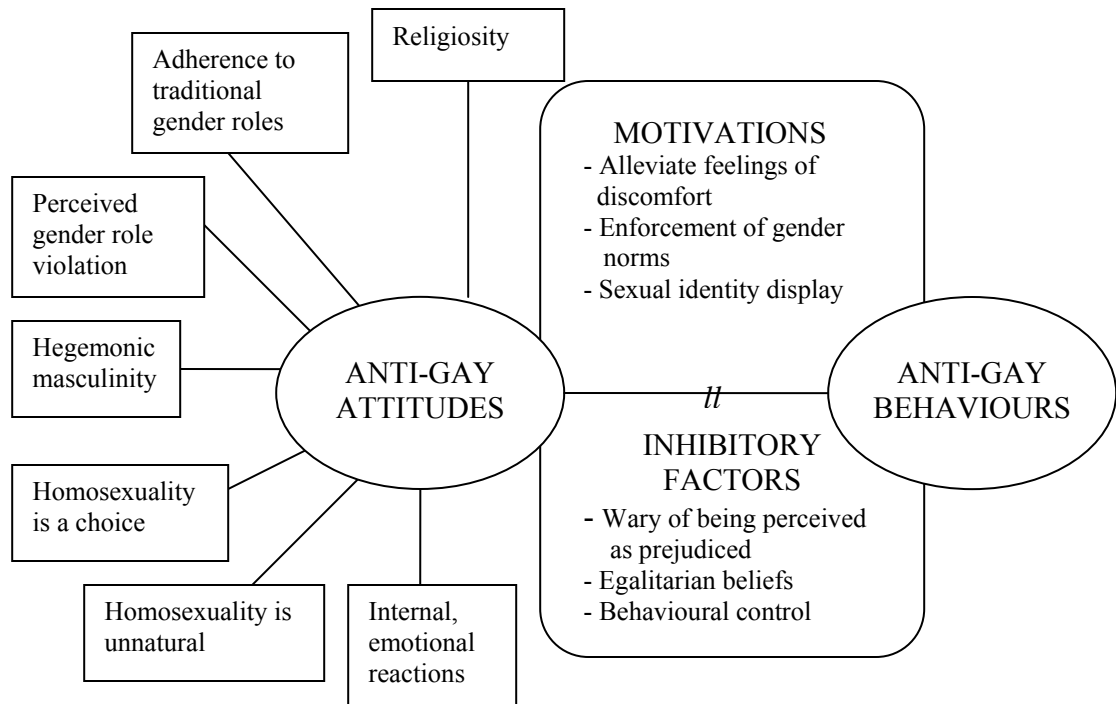 Religiosity
Adherence to
traditional
gender roles
Perceived
gender role
violation
Hegemonic
masculinity
Homosexuality
is a choice
Homosexuality is
unnatural
Internal,
emotional
reactions
ANTI-GAY
ATTITUDES
MOTIVATIONS
- Alleviate feelings of
discomfort
- Enforcement of gender
norms
- Sexual identity display
ll
INHIBITORY
FACTORS
- Wary of being perceived
as prejudiced
- Egalitarian beliefs
- Behavioural control
ANTI-GAY
BEHAVIOURS